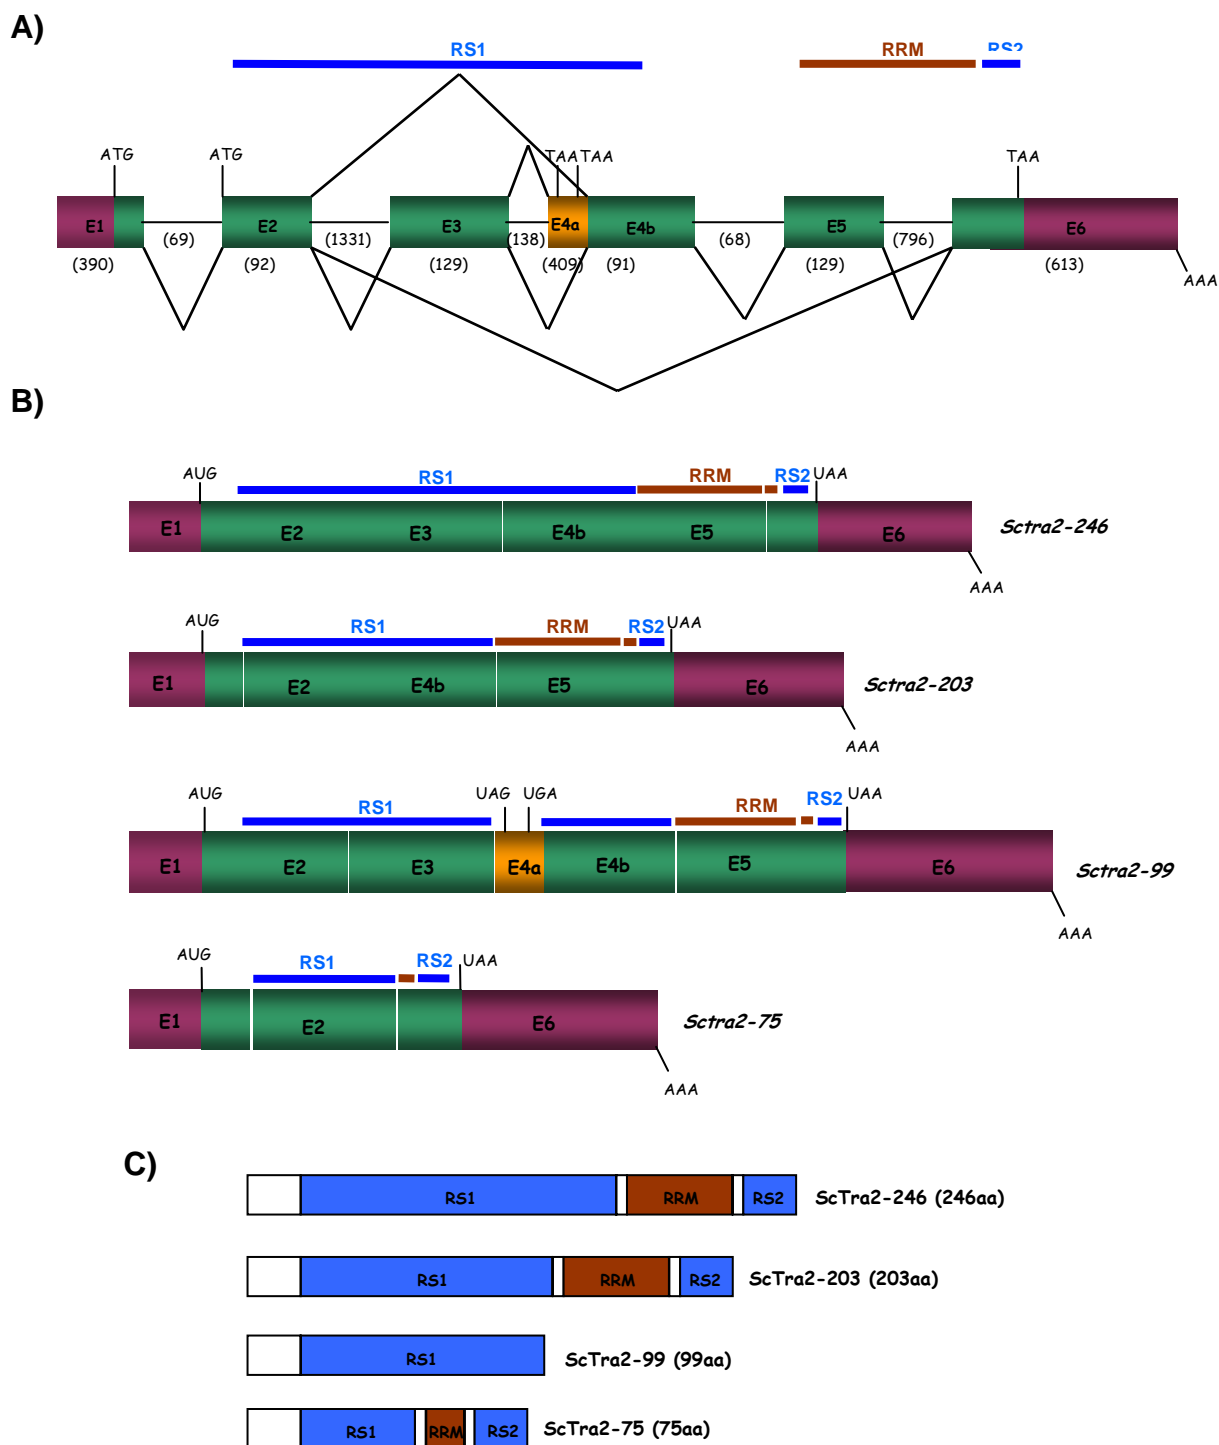 A)
RS1 RRM RS2
ATG ATG TAA TAA TAA
E1 E2 E3 E4a E4b E5 E6
(69) (1331) (138) (68) (796)
(390) (92) (129) (409) (91) (129) (613)
AAA
B)
AUG RS1 RRM RS2 UAA
E1 E2 E3 E4b E5 E6 Sctra2-246
AAA
AUG RS1 RRM RS2 UAA
E1 E2 E4b E5 E6 Sctra2-203
AAA
AUG RS1 UAG UGA RRM RS2 UAA
E1 E2 E3 E4a E4b E5 E6 Sctra2-99
AAA
AUG RS1 RS2 UAA
E1 E2 E6 Sctra2-75
AAA
C)
RS1 RRM RS2 ScTra2-246 (246aa)
RS1 RRM RS2 ScTra2-203 (203aa)
RS1 ScTra2-99 (99aa)
RS1 RRM RS2 ScTra2-75 (75aa)